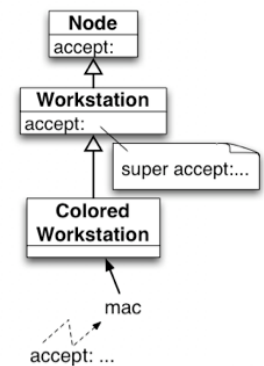 Node
accept:
Workstation
accept:
super accept:...
Colored
Workstation
mac
accept: ...